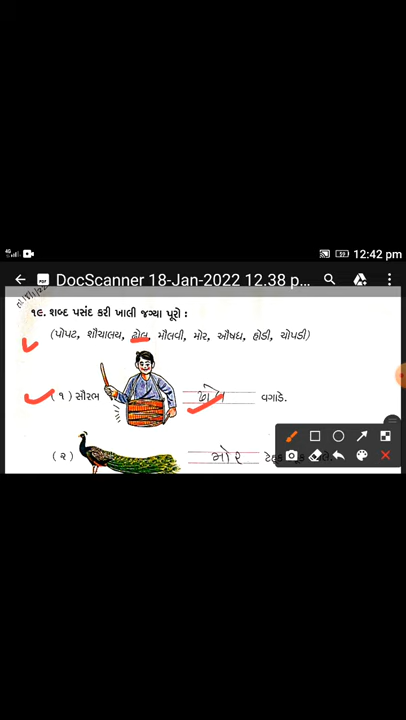 4G 59 12:42 pm
DocScanner 18-Jan-2022 12.38 p...
૧૯. શબ્દ પસંદ કરી ખાલી જગ્યા પૂરો :
(પોપટ, શૌચાલય, ઢોલ, મૌલવી, મોર, ઔષધ, હોડી, ચોપડી)
(૧) સૌરભ ઢોલ વગાડે.
(૨) મોર